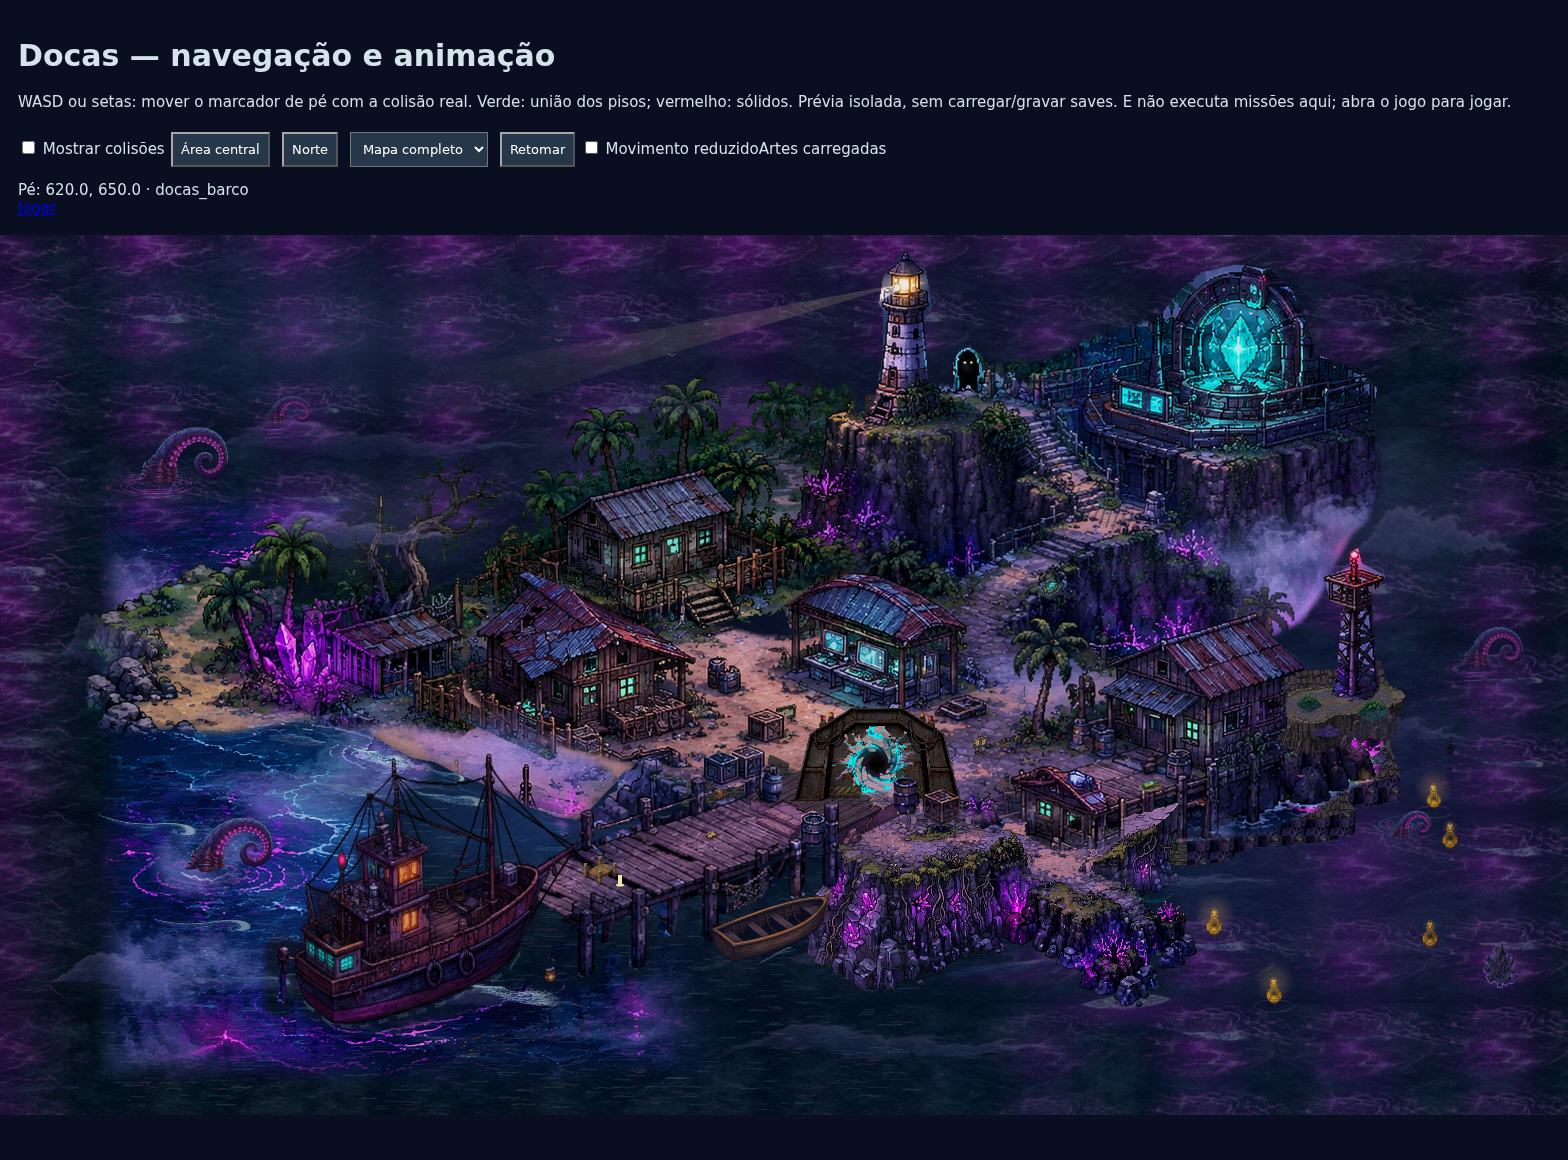 Docas — navegação e animação
WASD ou setas: mover o marcador de pé com a colisão real. Verde: união dos pisos; vermelho: sólidos. Prévia isolada, sem carregar/gravar saves. E não executa missões aqui; abra o jogo para jogar.
Mostrar colisões Área central Norte Mapa completo Retomar Movimento reduzidoArtes carregadas
Pé: 620.0, 650.0 · docas_barco
Jogar